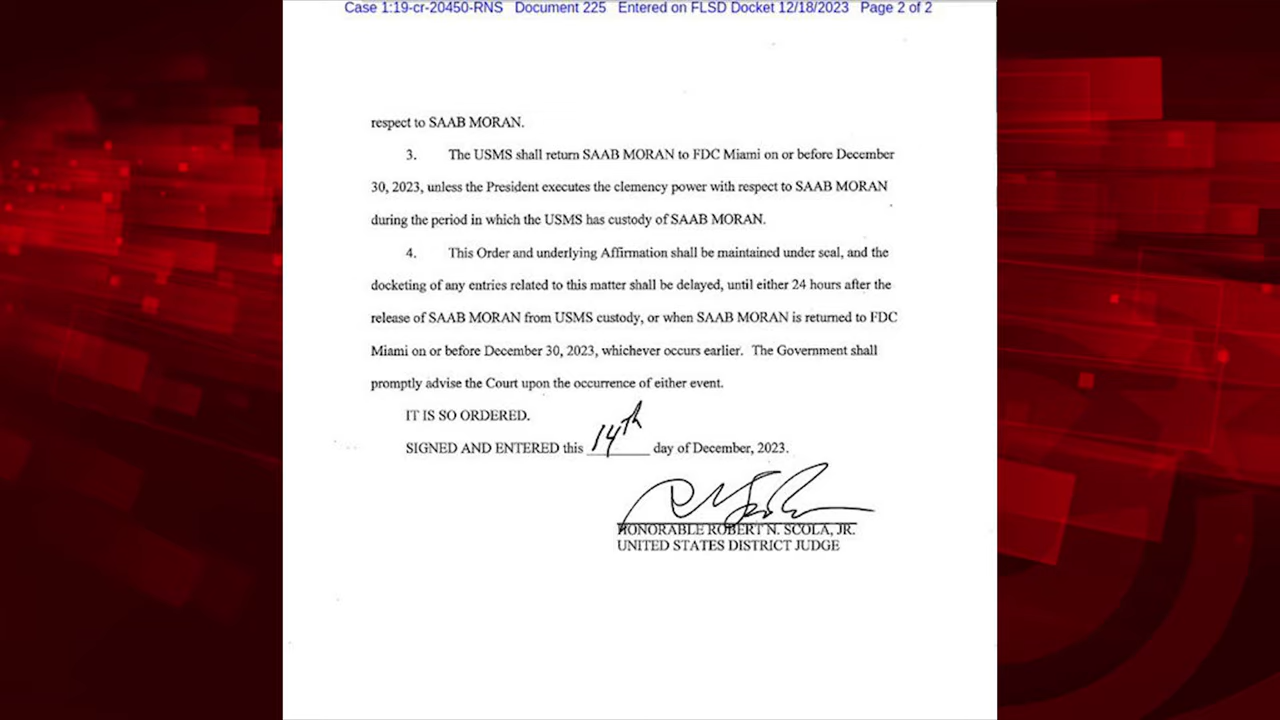 Case 1:19-cr-20450-RNS Document 225 Entered on FLSD Docket 12/18/2023 Page 2 of 2
respect to SAAB MORAN.
3. The USMS shall return SAAB MORAN to FDC Miami on or before December
30, 2023, unless the President executes the clemency power with respect to SAAB MORAN
during the period in which the USMS has custody of SAAB MORAN.
4. This Order and underlying Affirmation shall be maintained under seal, and the
docketing of any entries related to this matter shall be delayed, until either 24 hours after the
release of SAAB MORAN from USMS custody, or when SAAB MORAN is returned to FDC
Miami on or before December 30, 2023, whichever occurs earlier. The Government shall
promptly advise the Court upon the occurrence of either event.
IT IS SO ORDERED.
SIGNED AND ENTERED this 14th day of December, 2023.
HONORABLE ROBERT N. SCOLA, JR.
UNITED STATES DISTRICT JUDGE